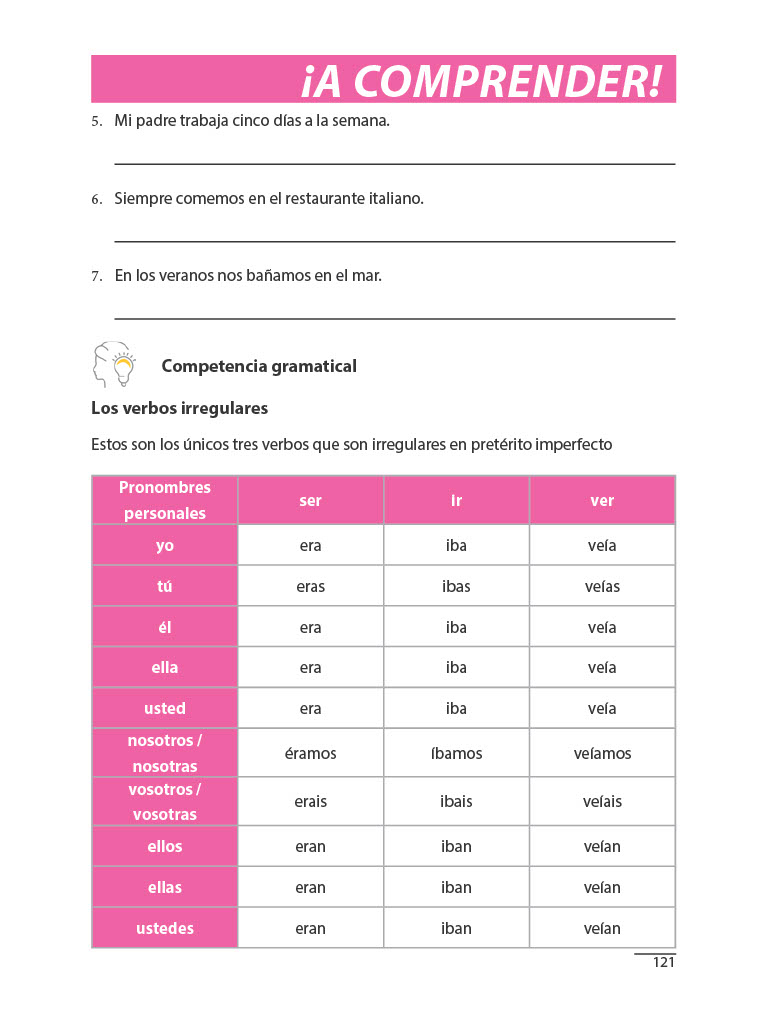 ¡A COMPRENDER!
5. Mi padre trabaja cinco días a la semana.
6. Siempre comemos en el restaurante italiano.
7. En los veranos nos bañamos en el mar.
Competencia gramatical
Los verbos irregulares
Estos son los únicos tres verbos que son irregulares en pretérito imperfecto
Pronombres
personales ser ir ver
yo era iba veía
tú eras ibas veías
él era iba veía
ella era iba veía
usted era iba veía
nosotros /
nosotras éramos íbamos veíamos
vosotros /
vosotras erais ibais veíais
ellos eran iban veían
ellas eran iban veían
ustedes eran iban veían
121